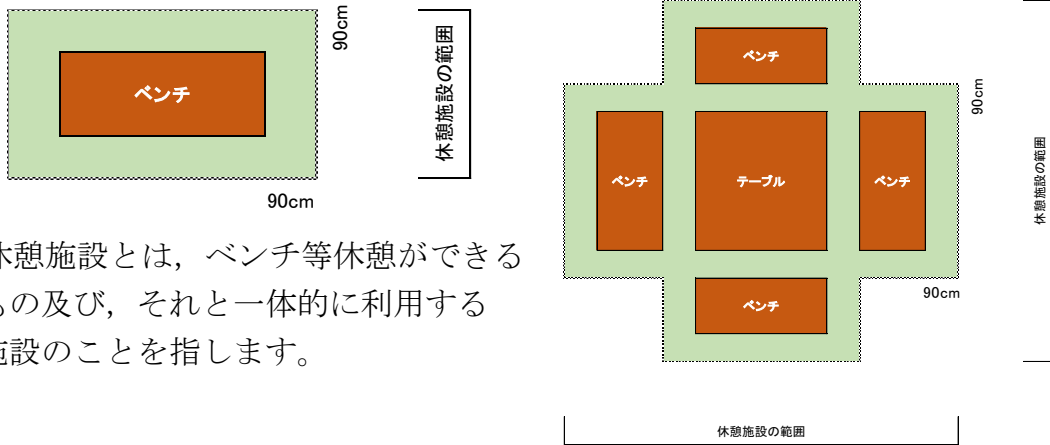 90cm
ベンチ
休憩施設の範囲
90cm
休憩施設とは，ベンチ等休憩ができる
もの及び，それと一体的に利用する
施設のことを指します。
ベンチ
90cm
ベンチ
テーブル
ベンチ
休憩施設の範囲
90cm
ベンチ
休憩施設の範囲